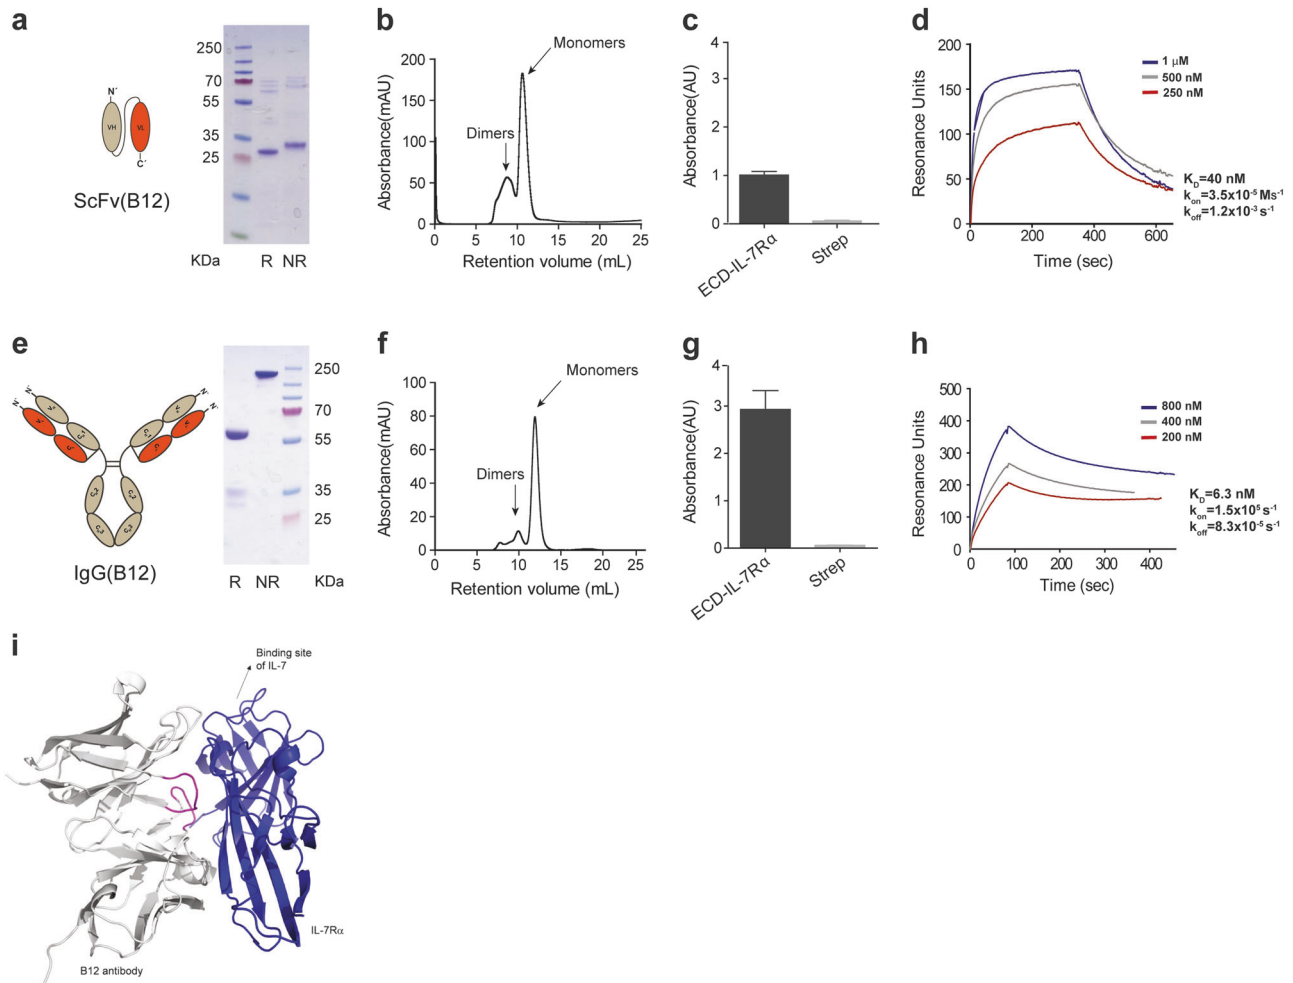 a
N´
VH
VL
C´
ScFv(B12)
250
70
55
35
25
KDa
R NR
b
Absorbance(mAU)
200
150
100
50
0
Monomers
Dimers
0 5 10 15 20 25
Retention volume (mL)
c
Absorbance(AU)
4
3
2
1
0
ECD-IL-7Rα
Strep
d
Resonance Units
200
150
100
50
0
1 μM
500 nM
250 nM
0 200 400 600
Time (sec)
K_D=40 nM
k_on=3.5x10^-5 Ms^-1
k_off=1.2x10^-3 s^-1
e
IgG(B12)
250
70
55
35
25
R NR KDa
f
Absorbance(mAU)
100
80
60
40
20
0
Monomers
Dimers
0 5 10 15 20 25
Retention volume (mL)
g
Absorbance(AU)
4
3
2
1
0
ECD-IL-7Rα
Strep
h
Resonance Units
500
400
300
200
100
0
800 nM
400 nM
200 nM
0 100 200 300 400
Time (sec)
K_D=6.3 nM
k_on=1.5x10^5 s^-1
k_off=8.3x10^-5 s^-1
i
Binding site
of IL-7
IL-7Rα
B12 antibody